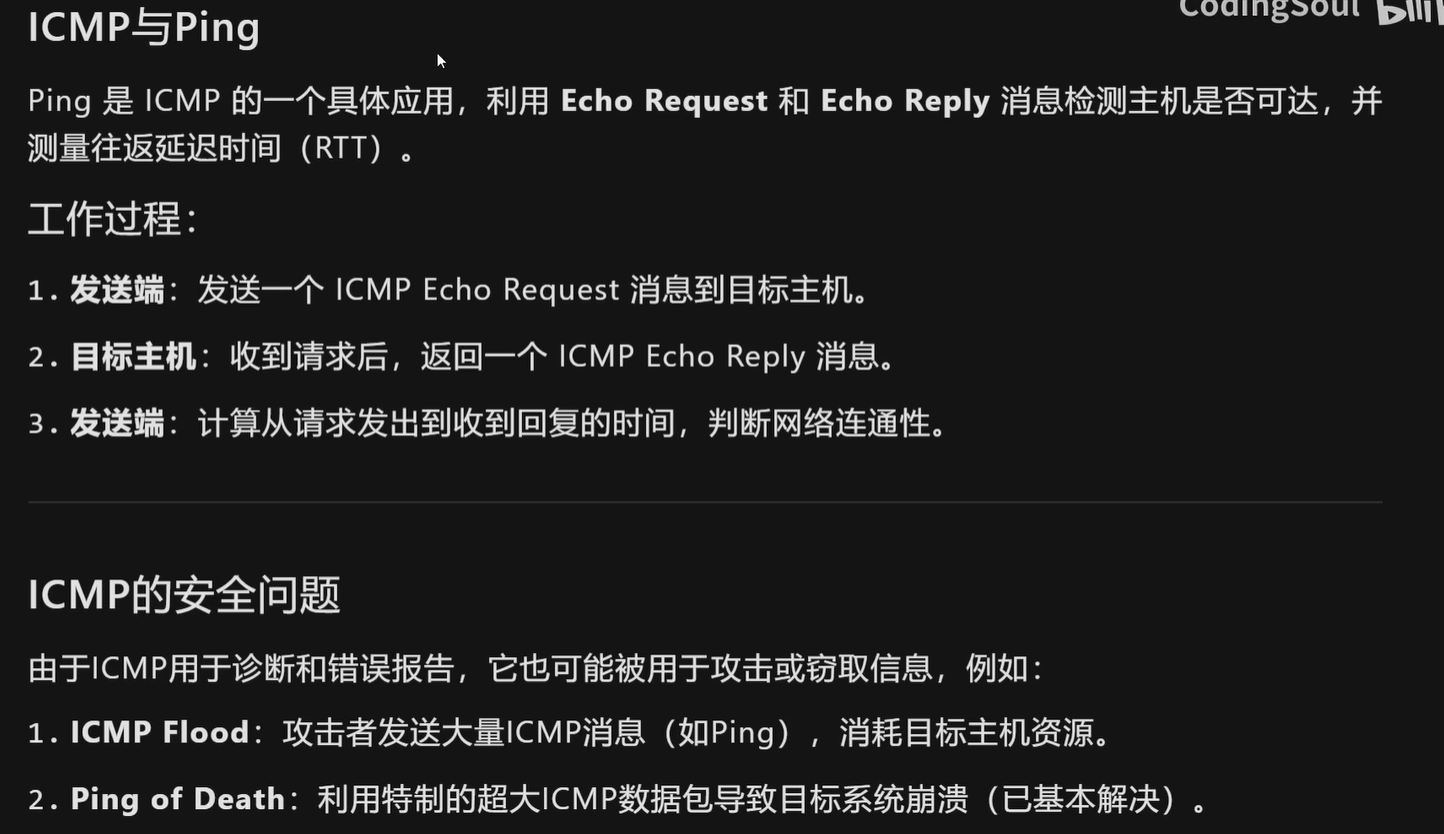 CodingSoul bilibili
ICMP与Ping
Ping 是 ICMP 的一个具体应用，利用 Echo Request 和 Echo Reply 消息检测主机是否可达，并
测量往返延迟时间（RTT）。
工作过程：
1. 发送端：发送一个 ICMP Echo Request 消息到目标主机。
2. 目标主机：收到请求后，返回一个 ICMP Echo Reply 消息。
3. 发送端：计算从请求发出到收到回复的时间，判断网络连通性。
ICMP的安全问题
由于ICMP用于诊断和错误报告，它也可能被用于攻击或窃取信息，例如：
1. ICMP Flood：攻击者发送大量ICMP消息（如Ping），消耗目标主机资源。
2. Ping of Death：利用特制的超大ICMP数据包导致目标系统崩溃（已基本解决）。